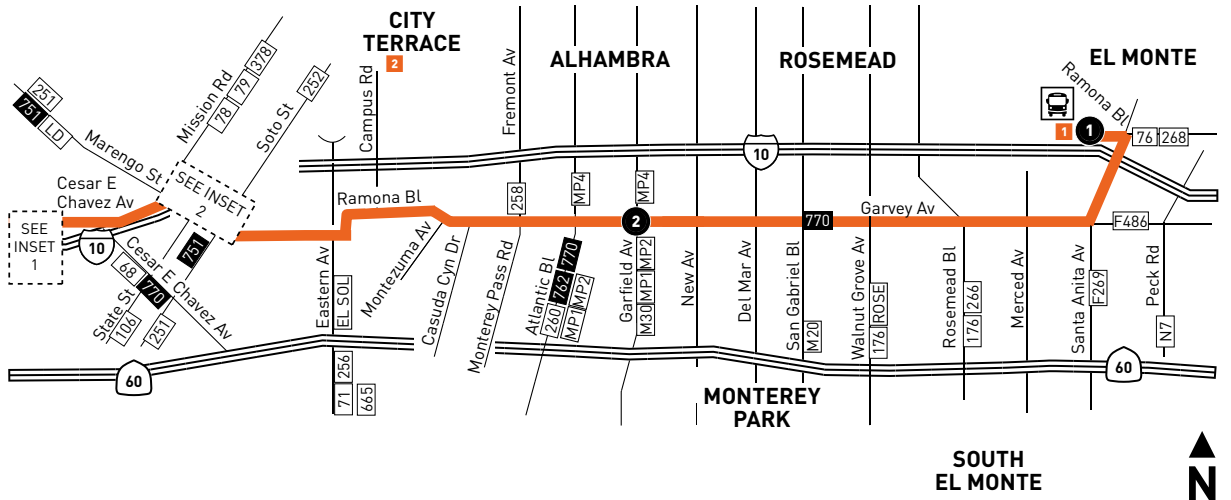 CITY
TERRACE
2
ALHAMBRA
ROSEMEAD
EL MONTE
251
751
LD
Marengo St
Mission Rd
78
79
378
Soto St
252
Campus Rd
Fremont Av
Ramona Bl
1
1
76
268
10
MP4
MP4
Cesar E
Chavez Av
SEE INSET
2
SEE
INSET
1
Ramona Bl
258
2
770
Garvey Av
F486
10
Cesar E Chavez Av
751
68
770
State St
106
251
Eastern Av
EL SOL
Montezuma Av
Casuda Cyn Dr
Monterey Pass Rd
Atlantic Bl
260
762
770
MP1
MP2
Garfield Av
M30
MP1
MP2
New Av
Del Mar Av
San Gabriel Bl
M20
Walnut Grove Av
176
ROSE
Rosemead Bl
176
266
Merced Av
Santa Anita Av
F269
Peck Rd
N7
60
256
71
665
60
MONTEREY
PARK
SOUTH
EL MONTE
N